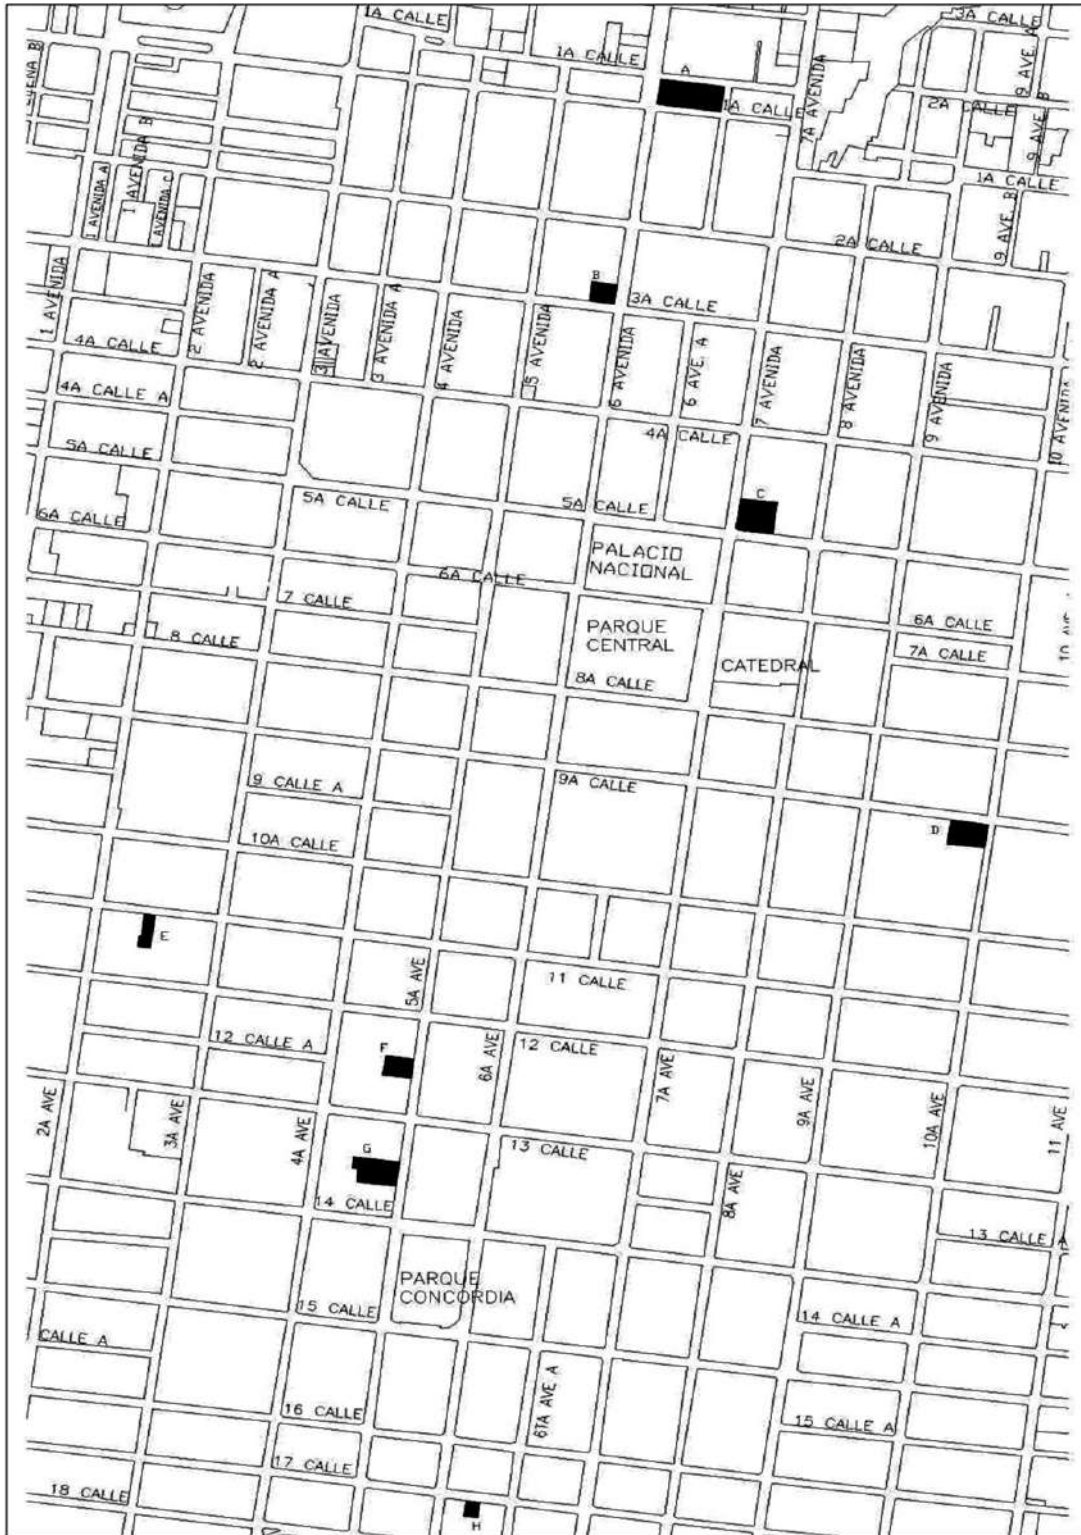 1A CALLE
3A CALLE
1A CALLE
9 AVE A
A
7A AVENIDA
1A CALLE
2A CALLE
9 AVE B
1 AVENIDA B
1 AVENIDA A
1 AVENIDA C
1A CALLE
9 AVE. B
2A CALLE
B
3A CALLE
1 AVENIDA
2 AVENIDA
2 AVENIDA A
3 AVENIDA
3 AVENIDA A
4 AVENIDA
5 AVENIDA
6 AVE. A
7 AVENIDA
8 AVENIDA
9 AVENIDA
10 AVENIDA
4A CALLE
4A CALLE A
4A CALLE
5A CALLE
C
5A CALLE
5A CALLE
6A CALLE
PALACIO
NACIONAL
6A CALLE
7 CALLE
6A CALLE
PARQUE
CENTRAL
8 CALLE
7A CALLE
CATEDRAL
8A CALLE
9 CALLE A
9A CALLE
10A CALLE
D
E
5A AVE
11 CALLE
12 CALLE A
F
6A AVE
12 CALLE
7A AVE
9A AVE
10A AVE
11 AVE
2A AVE
3A AVE
4A AVE
13 CALLE
G
14 CALLE
8A AVE
13 CALLE A
PARQUE
CONCORDIA
15 CALLE
14 CALLE A
CALLE A
6TA AVE A
16 CALLE
15 CALLE A
17 CALLE
18 CALLE
H